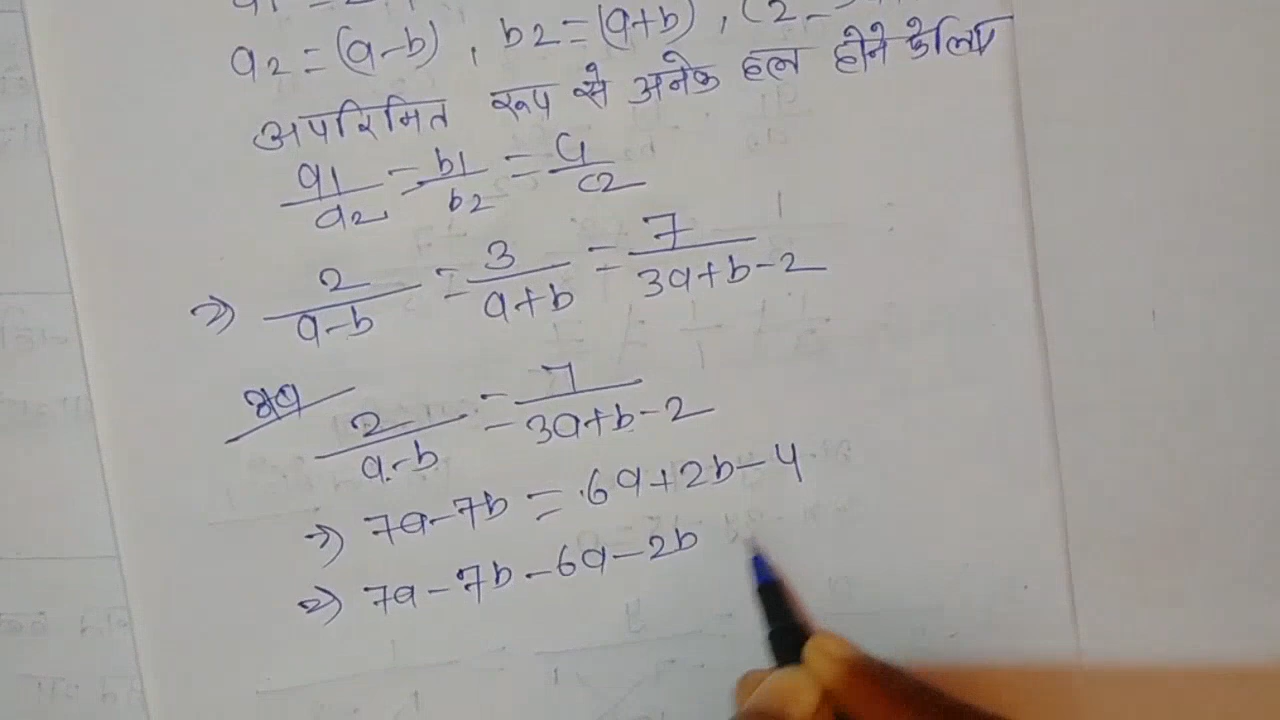 a2 = (a-b), b2 = (a+b), (2-
अपरिमित रूप से अनेक हल होने के लिए
a1/a2 = b1/b2 = c1/c2
⇒ 2/a-b = 3/a+b = 7/3a+b-2
अब 2/a-b = 7/3a+b-2
⇒ 7a-7b = 6a+2b-4
⇒ 7a-7b-6a-2b